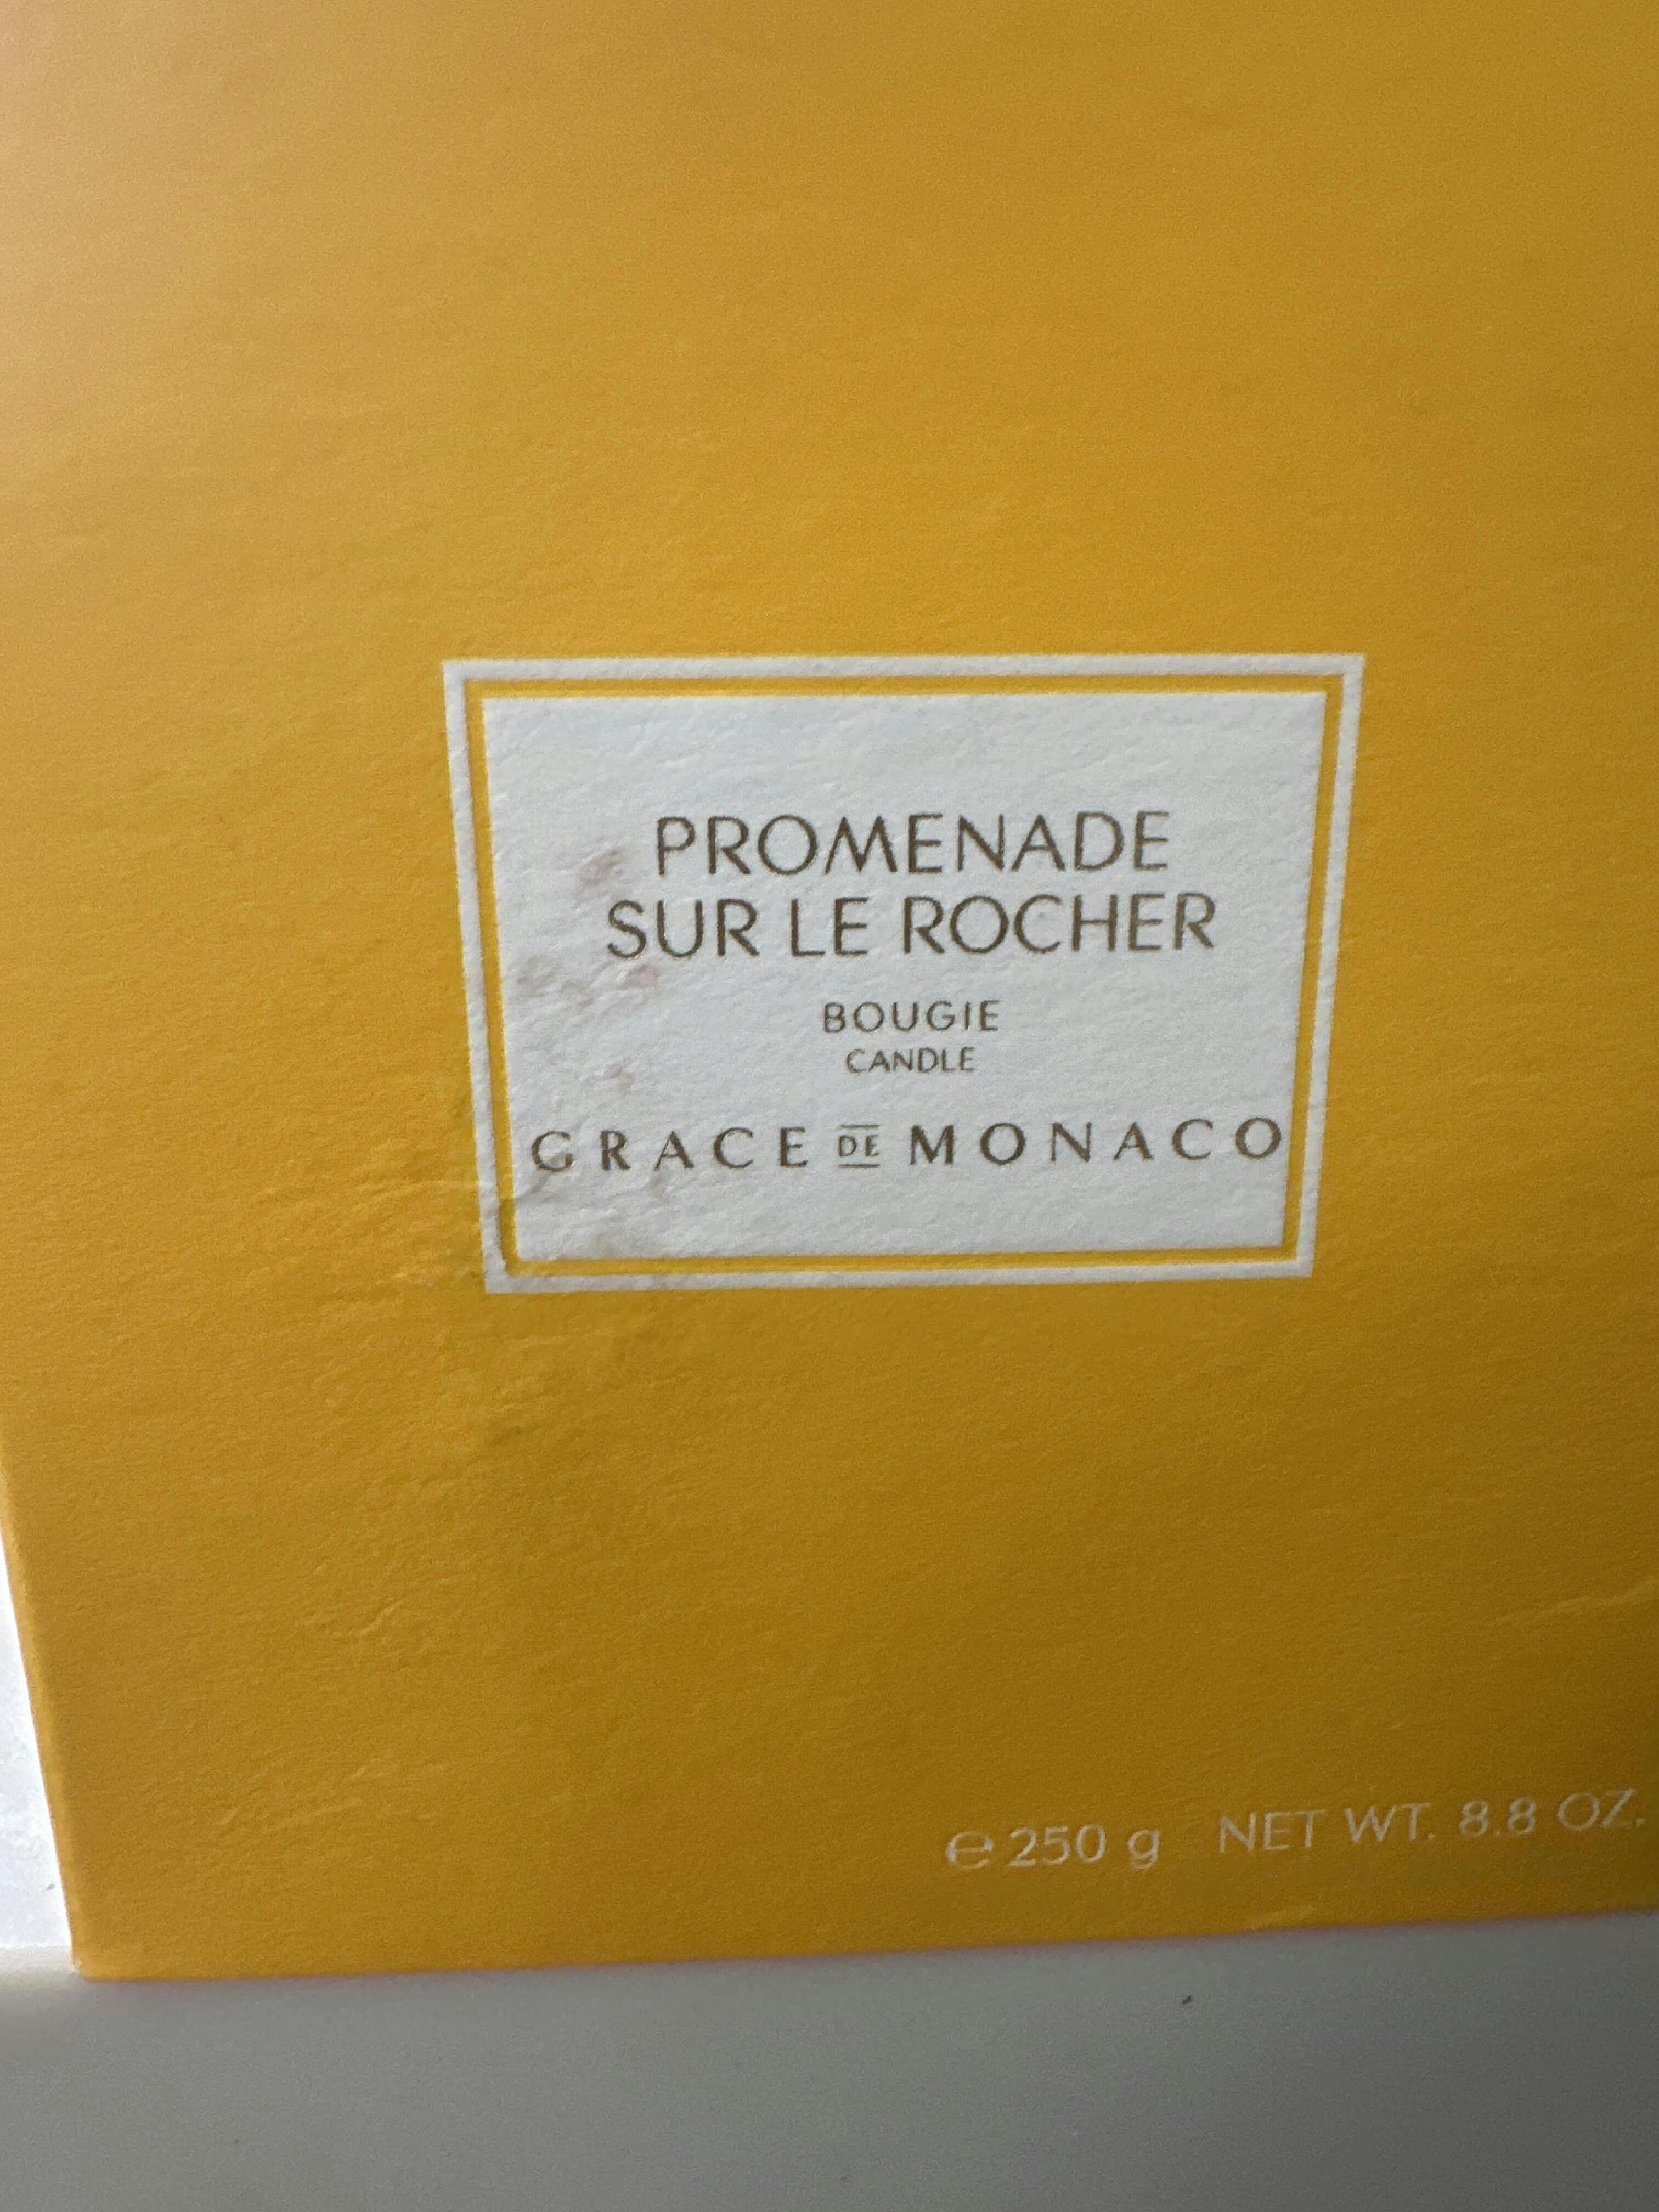 PROMENADE
SUR LE ROCHER
BOUGIE
CANDLE
GRACE DE MONACO
℮ 250 g NET WT. 8.8 OZ.